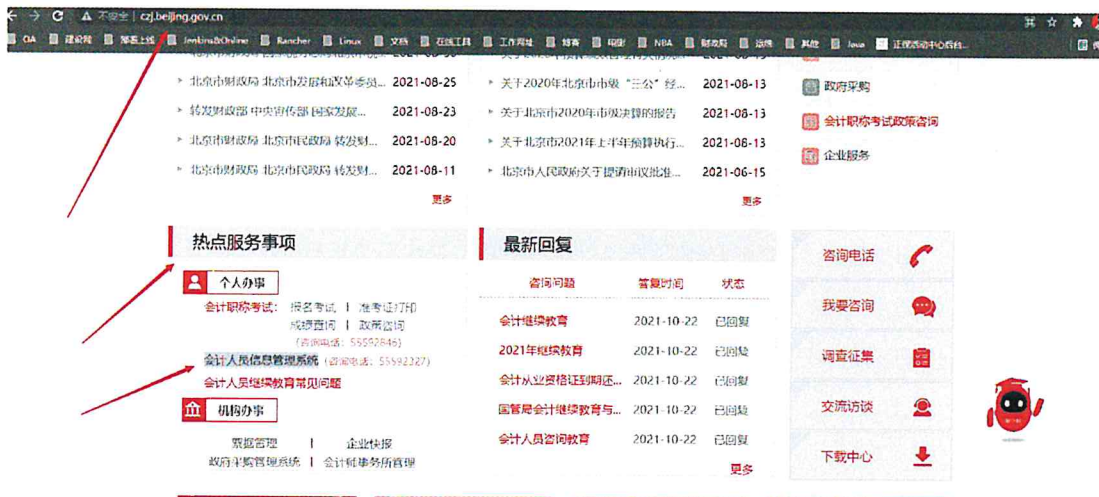 不安全 | czj.beijing.gov.cn
OA 建设网 部署上线 Jenkins&Online Rancher Linux 文档 在线工具 工作网址 博客 电影 NBA 财政局 运维 其他 Java
北京市财政局 北京市发展和改革委员... 2021-08-25
转发财政部 中央宣传部 国家发展... 2021-08-23
北京市财政局 北京市民政局 转发财... 2021-08-20
北京市财政局 北京市民政局 转发财... 2021-08-11
更多
关于2020年北京市市级“三公”经... 2021-08-13
关于北京市2020年市级决算的报告 2021-08-13
关于北京市2021年上半年预算执行... 2021-08-13
北京市人民政府关于提请审议批准... 2021-06-15
更多
政府采购
会计职称考试政策咨询
企业服务
热点服务事项
个人办事
会计职称考试： 报名考试 | 准考证打印
成绩查询 | 政策咨询
(咨询电话：55592846)
会计人员信息管理系统 (咨询电话：55592327)
会计人员继续教育常见问题
机构办事
票据管理 | 企业快报
政府采购管理系统 | 会计师事务所管理
最新回复
咨询问题 答复时间 状态
会计继续教育 2021-10-22 已回复
2021年继续教育 2021-10-22 已回复
会计从业资格证到期还... 2021-10-22 已回复
国管局会计继续教育与... 2021-10-22 已回复
会计人员咨询教育 2021-10-22 已回复
更多
咨询电话
我要咨询
调查征集
交流访谈
下载中心